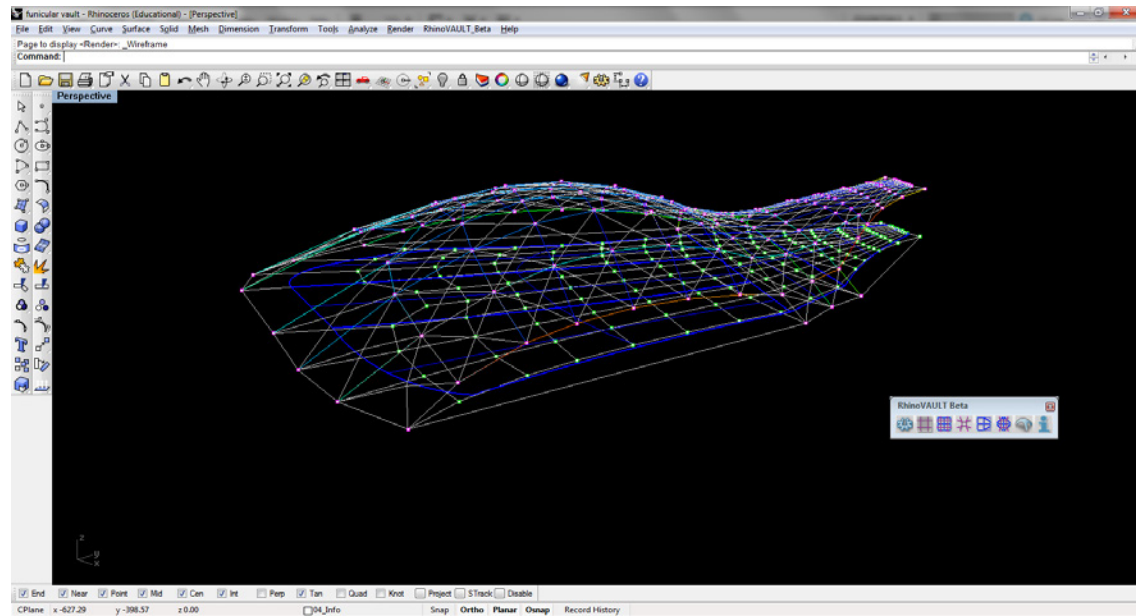 funicular vault - Rhinoceros (Educational) - [Perspective]
File Edit View Curve Surface Solid Mesh Dimension Transform Tools Analyze Render RhinoVAULT_Beta Help
Page to display <Render>: _Wireframe
Command:
Perspective
RhinoVAULT Beta
z
y
x
End Near Point Mid Cen Int Perp Tan Quad Knot Project STrack Disable
CPlane x -627.29 y -398.57 z 0.00 04_Info Snap Ortho Planar Osnap Record History